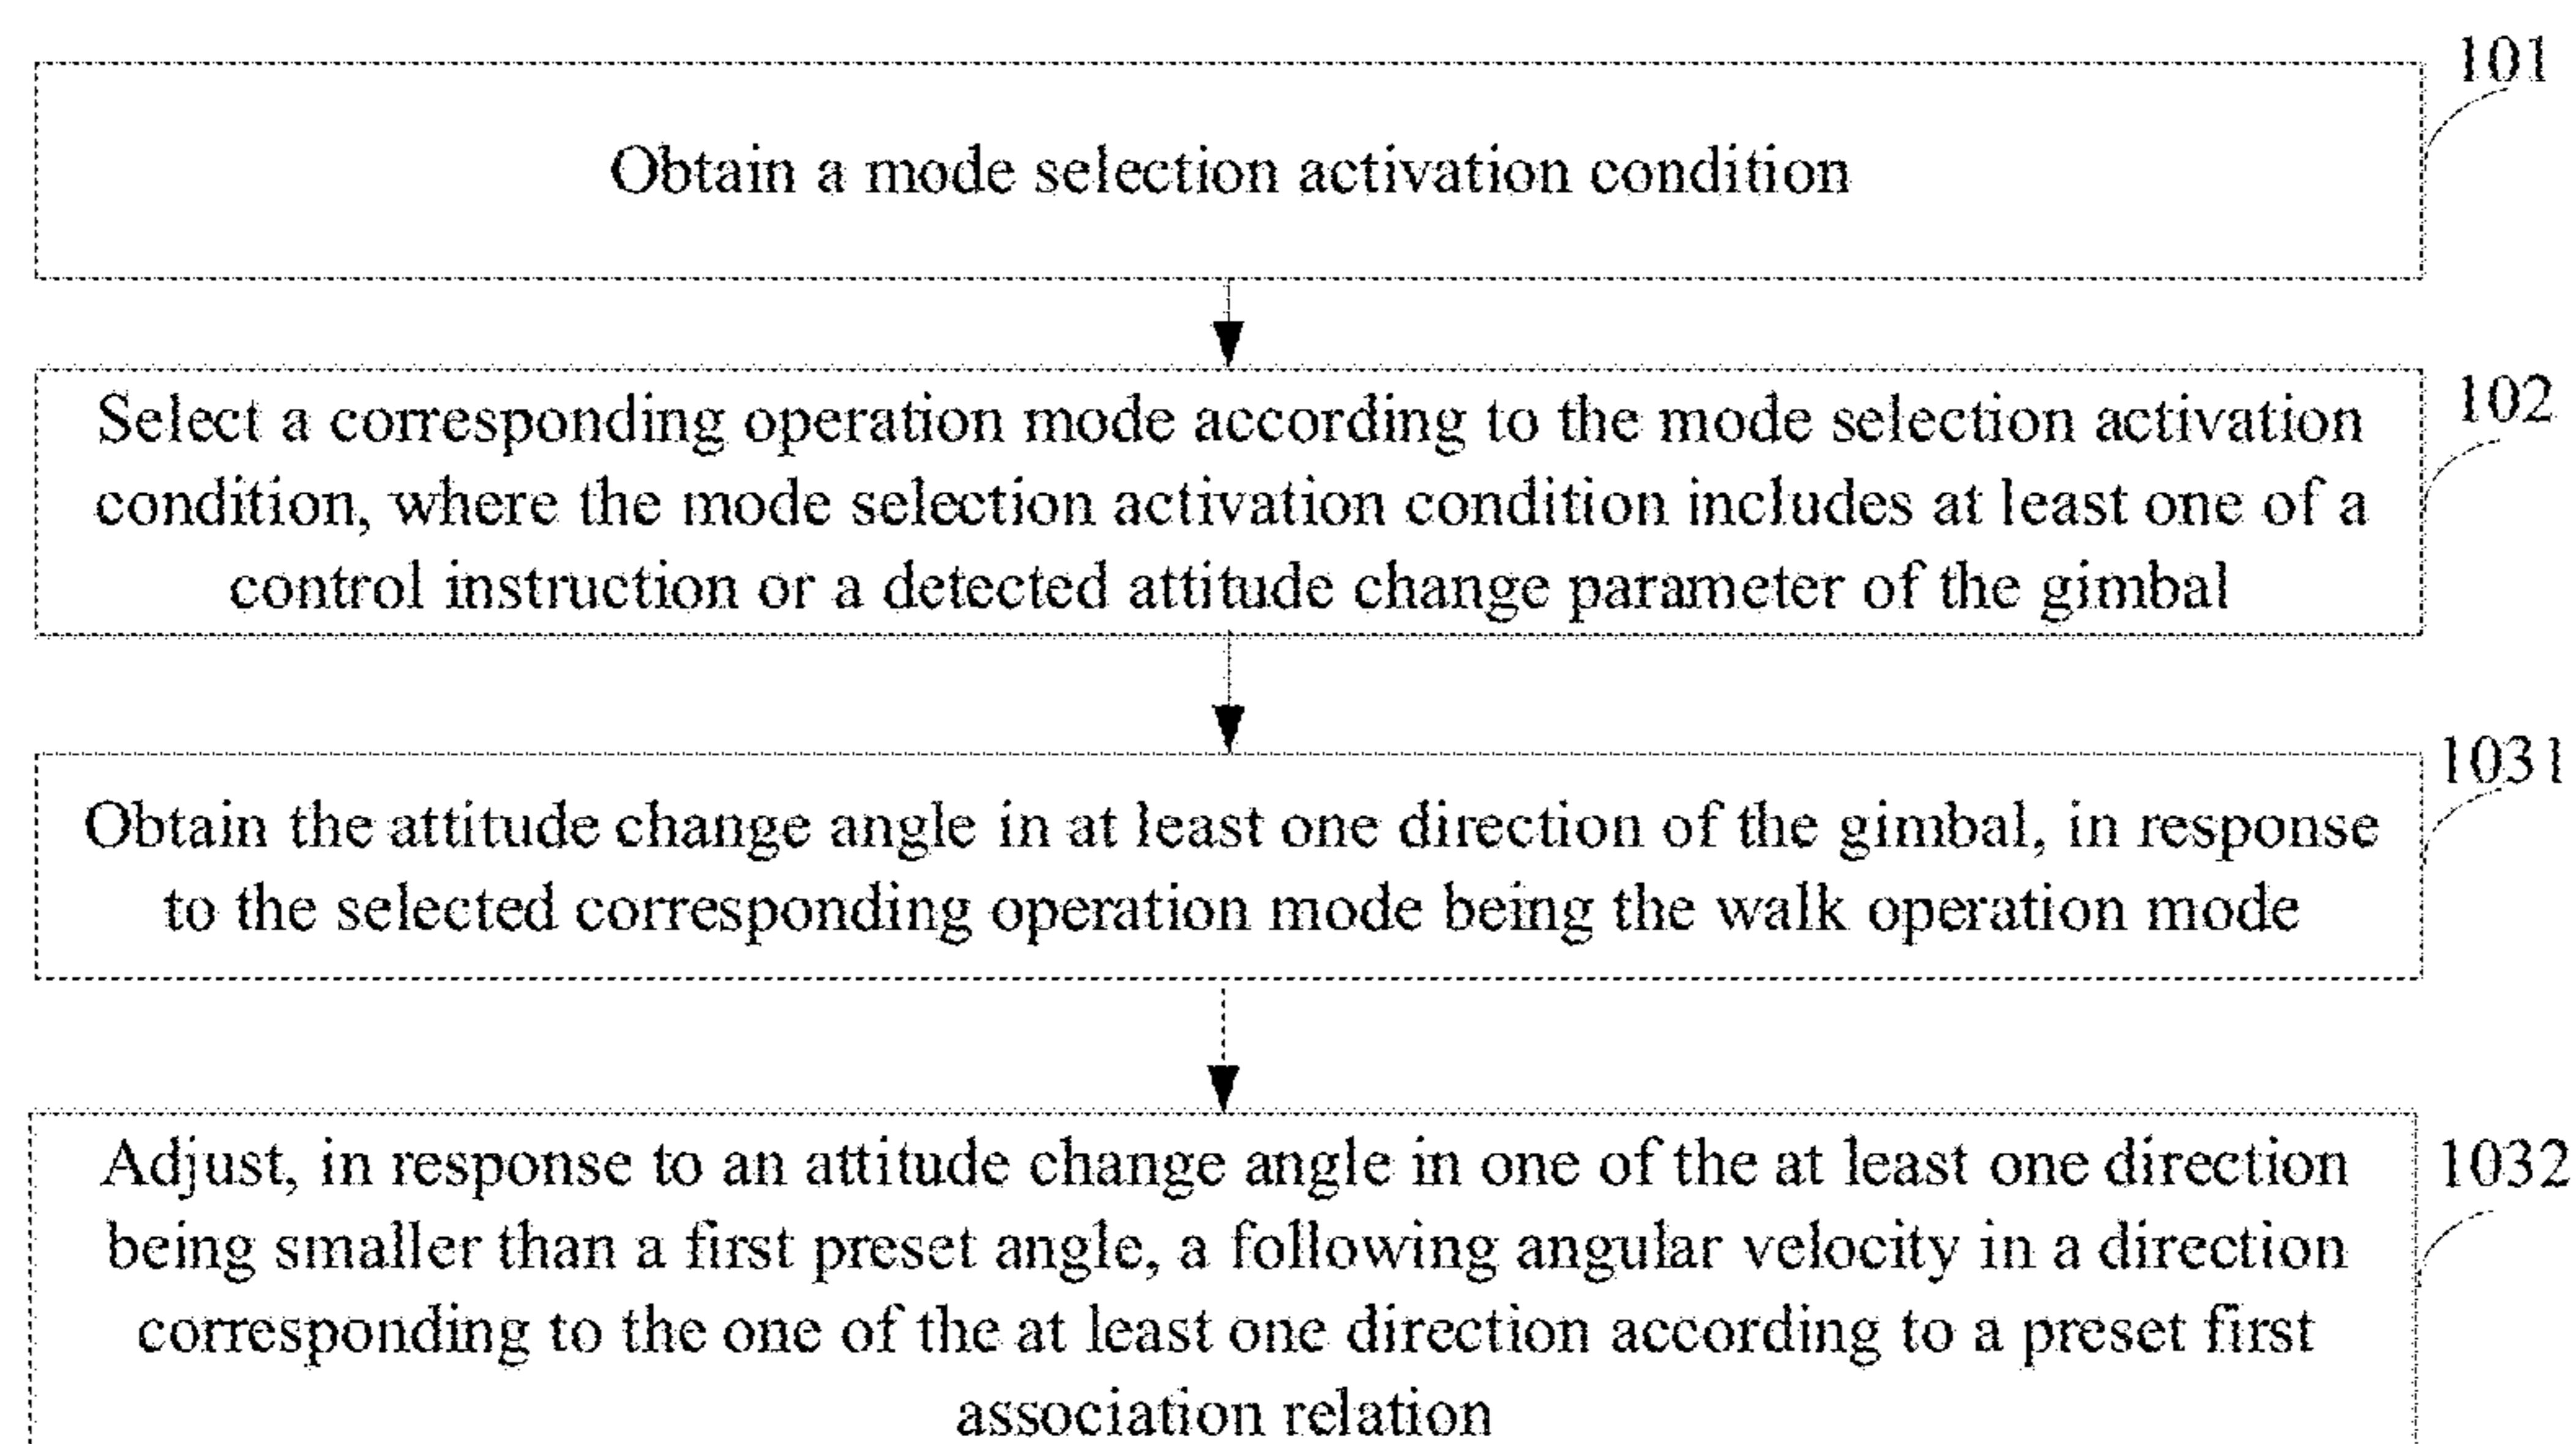 101
Obtain a mode selection activation condition
102
Select a corresponding operation mode according to the mode selection activation
condition, where the mode selection activation condition includes at least one of a
control instruction or a detected attitude change parameter of the gimbal
1031
Obtain the attitude change angle in at least one direction of the gimbal, in response
to the selected corresponding operation mode being the walk operation mode
1032
Adjust, in response to an attitude change angle in one of the at least one direction
being smaller than a first preset angle, a following angular velocity in a direction
corresponding to the one of the at least one direction according to a preset first
association relation